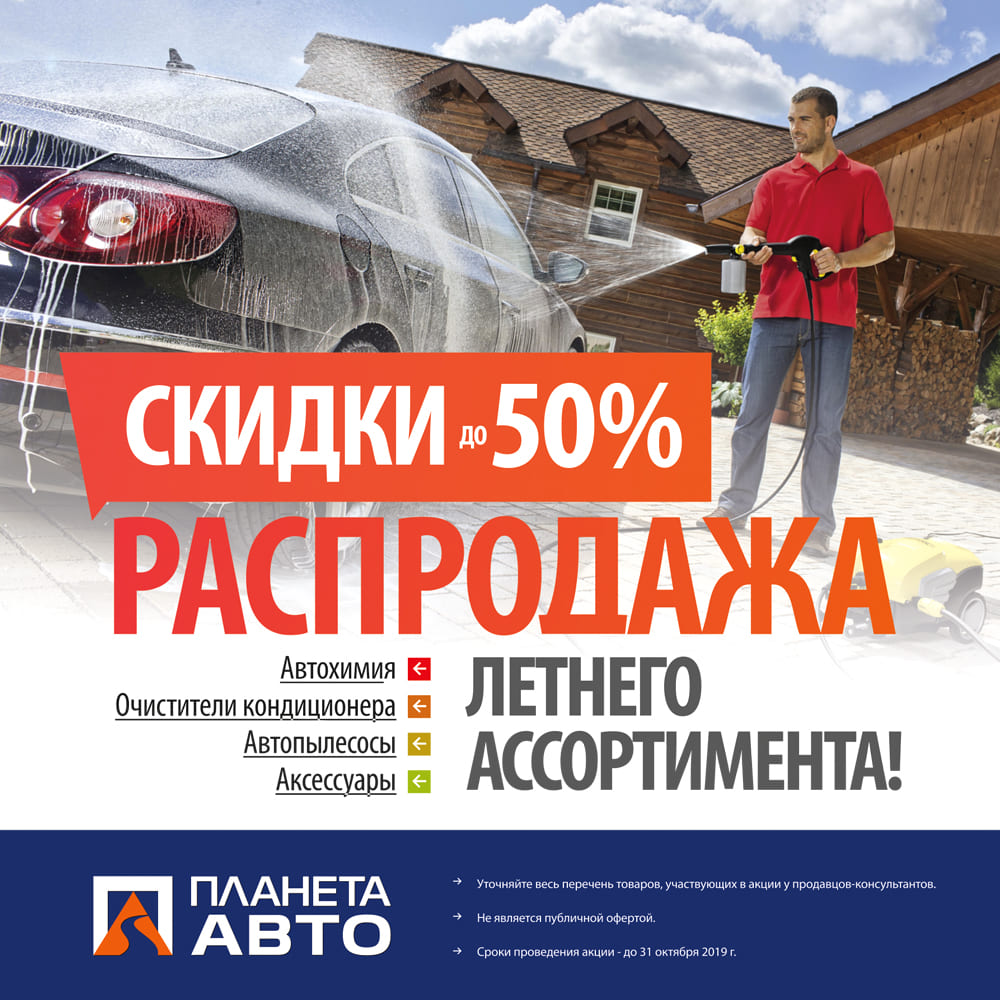 СКИДКИ до 50%
РАСПРОДАЖА
ЛЕТНЕГО
АССОРТИМЕНТА!
Автохимия
Очистители кондиционера
Автопылесосы
Аксессуары
ПЛАНЕТА
АВТО
Уточняйте весь перечень товаров, участвующих в акции у продавцов-консультантов.
Не является публичной офертой.
Сроки проведения акции - до 31 октября 2019 г.